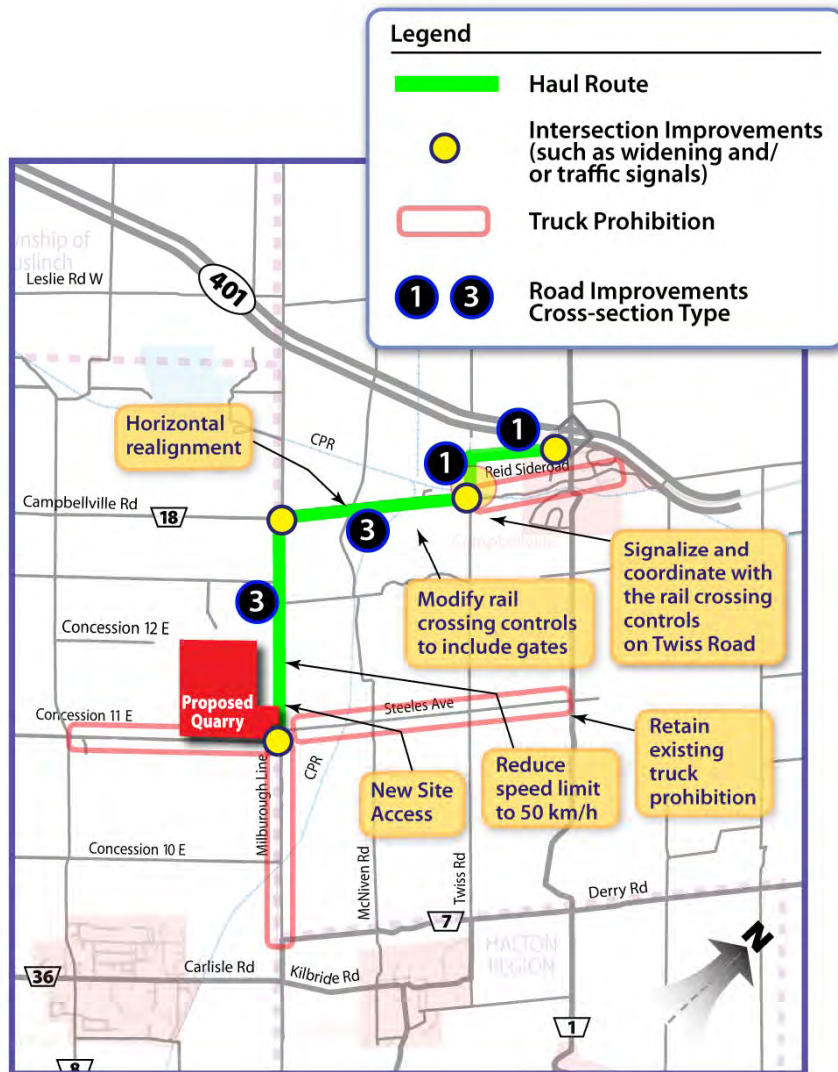 Legend
Haul Route
Intersection Improvements
(such as widening and/
or traffic signals)
Truck Prohibition
1 3
Road Improvements
Cross-section Type
wnship of
uslinch
Leslie Rd W
401
Horizontal
realignment
CPR
1
1
Reid Sideroad
Campbellville Rd
18
3
Campbellville
Signalize and
coordinate with
the rail crossing
controls
on Twiss Road
Modify rail
crossing controls
to include gates
3
Concession 12 E
Proposed
Quarry
Concession 11 E
Steeles Ave
Milburough Line
CPR
New Site
Access
Reduce
speed limit
to 50 km/h
Retain
existing
truck
prohibition
Concession 10 E
McNiven Rd
Twiss Rd
Derry Rd
7
HALTON
REGION
N
36
Carlisle Rd
Kilbride Rd
1
8